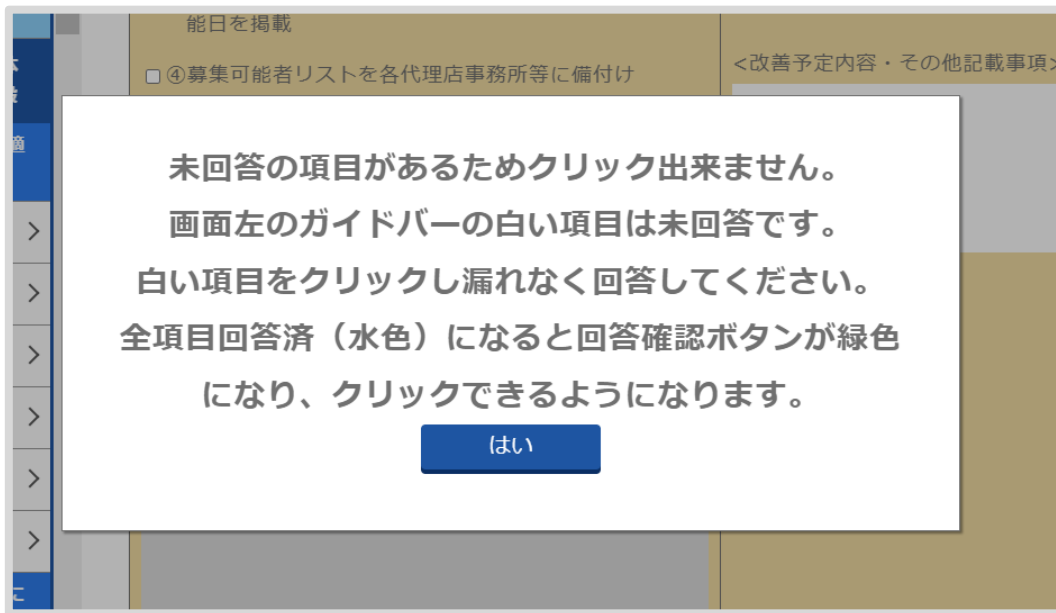 能日を掲載
④募集可能者リストを各代理店事務所等に備付け
<改善予定内容・その他記載事項>
未回答の項目があるためクリック出来ません。
画面左のガイドバーの白い項目は未回答です。
白い項目をクリックし漏れなく回答してください。
全項目回答済（水色）になると回答確認ボタンが緑色
になり、クリックできるようになります。
はい